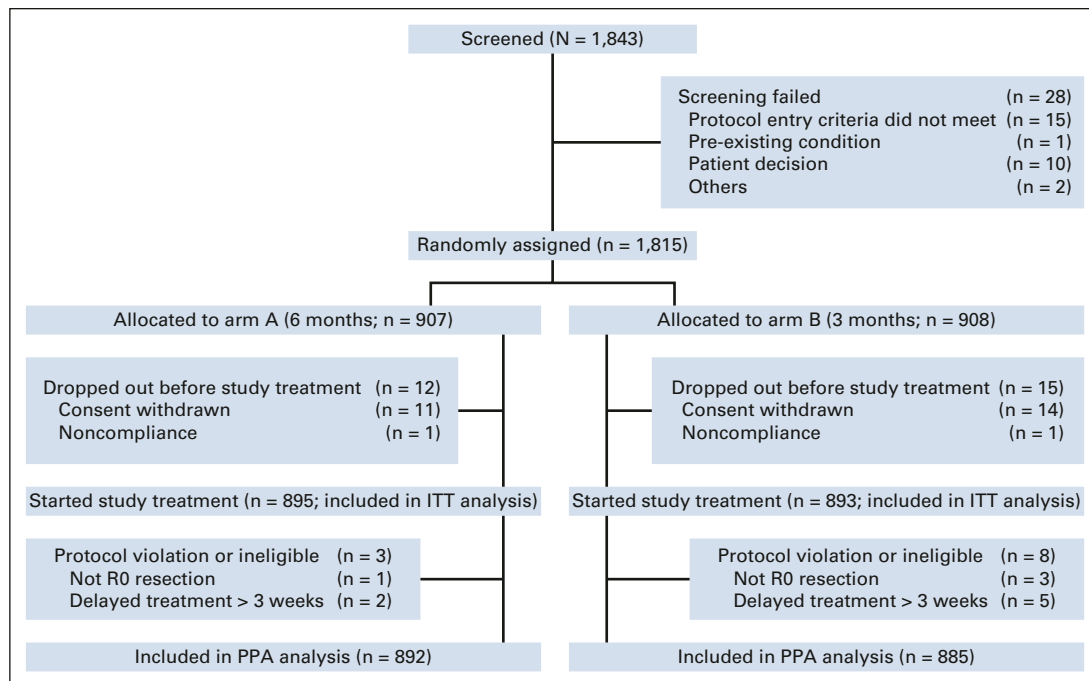 Screened (N = 1,843)
Screening failed (n = 28)
Protocol entry criteria did not meet (n = 15)
Pre-existing condition (n = 1)
Patient decision (n = 10)
Others (n = 2)
Randomly assigned (n = 1,815)
Allocated to arm A (6 months; n = 907)
Allocated to arm B (3 months; n = 908)
Dropped out before study treatment (n = 12)
Consent withdrawn (n = 11)
Noncompliance (n = 1)
Dropped out before study treatment (n = 15)
Consent withdrawn (n = 14)
Noncompliance (n = 1)
Started study treatment (n = 895; included in ITT analysis)
Started study treatment (n = 893; included in ITT analysis)
Protocol violation or ineligible (n = 3)
Not R0 resection (n = 1)
Delayed treatment > 3 weeks (n = 2)
Protocol violation or ineligible (n = 8)
Not R0 resection (n = 3)
Delayed treatment > 3 weeks (n = 5)
Included in PPA analysis (n = 892)
Included in PPA analysis (n = 885)